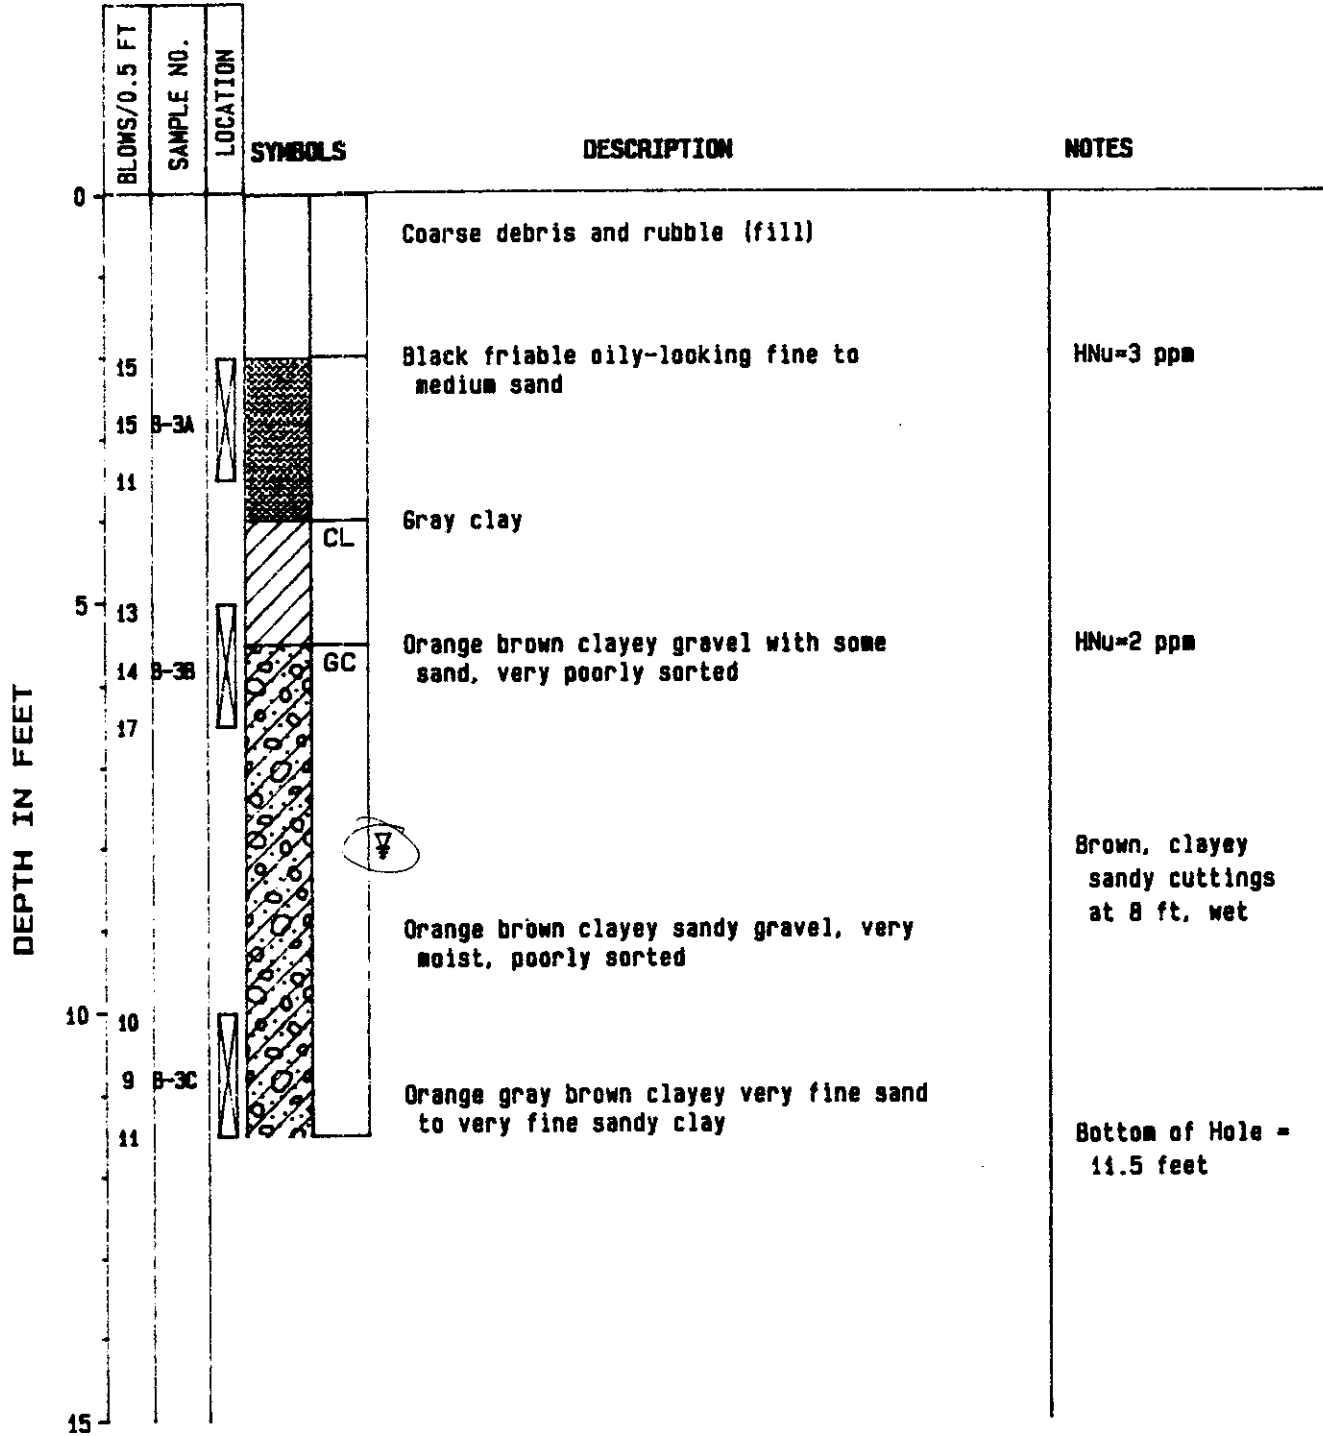 BLOWS/0.5 FT
SAMPLE NO.
LOCATION
SYMBOLS
DESCRIPTION
NOTES
DEPTH IN FEET
0
Coarse debris and rubble (fill)
15
Black friable oily-looking fine to
medium sand
HNu=3 ppm
15 B-3A
11
Gray clay
CL
5
13
Orange brown clayey gravel with some
sand, very poorly sorted
HNu=2 ppm
GC
14 B-3B
17
Brown, clayey
sandy cuttings
at 8 ft, wet
Orange brown clayey sandy gravel, very
moist, poorly sorted
10
10
9 B-3C
Orange gray brown clayey very fine sand
to very fine sandy clay
11
Bottom of Hole =
11.5 feet
15